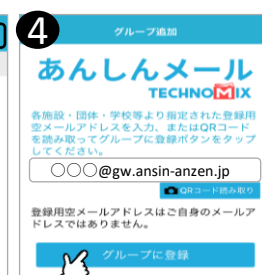 4
グループ追加
あんしんメール
TECHNOMIX
各施設・団体・学校等より指定された登録用
空メールアドレスを入力、またはQRコード
を読み取ってグループに登録ボタンをタップ
してください。
○○○@gw.ansin-anzen.jp
QRコード読み取り
登録用空メールアドレスはご自身のメールア
ドレスではありません。
グループに登録